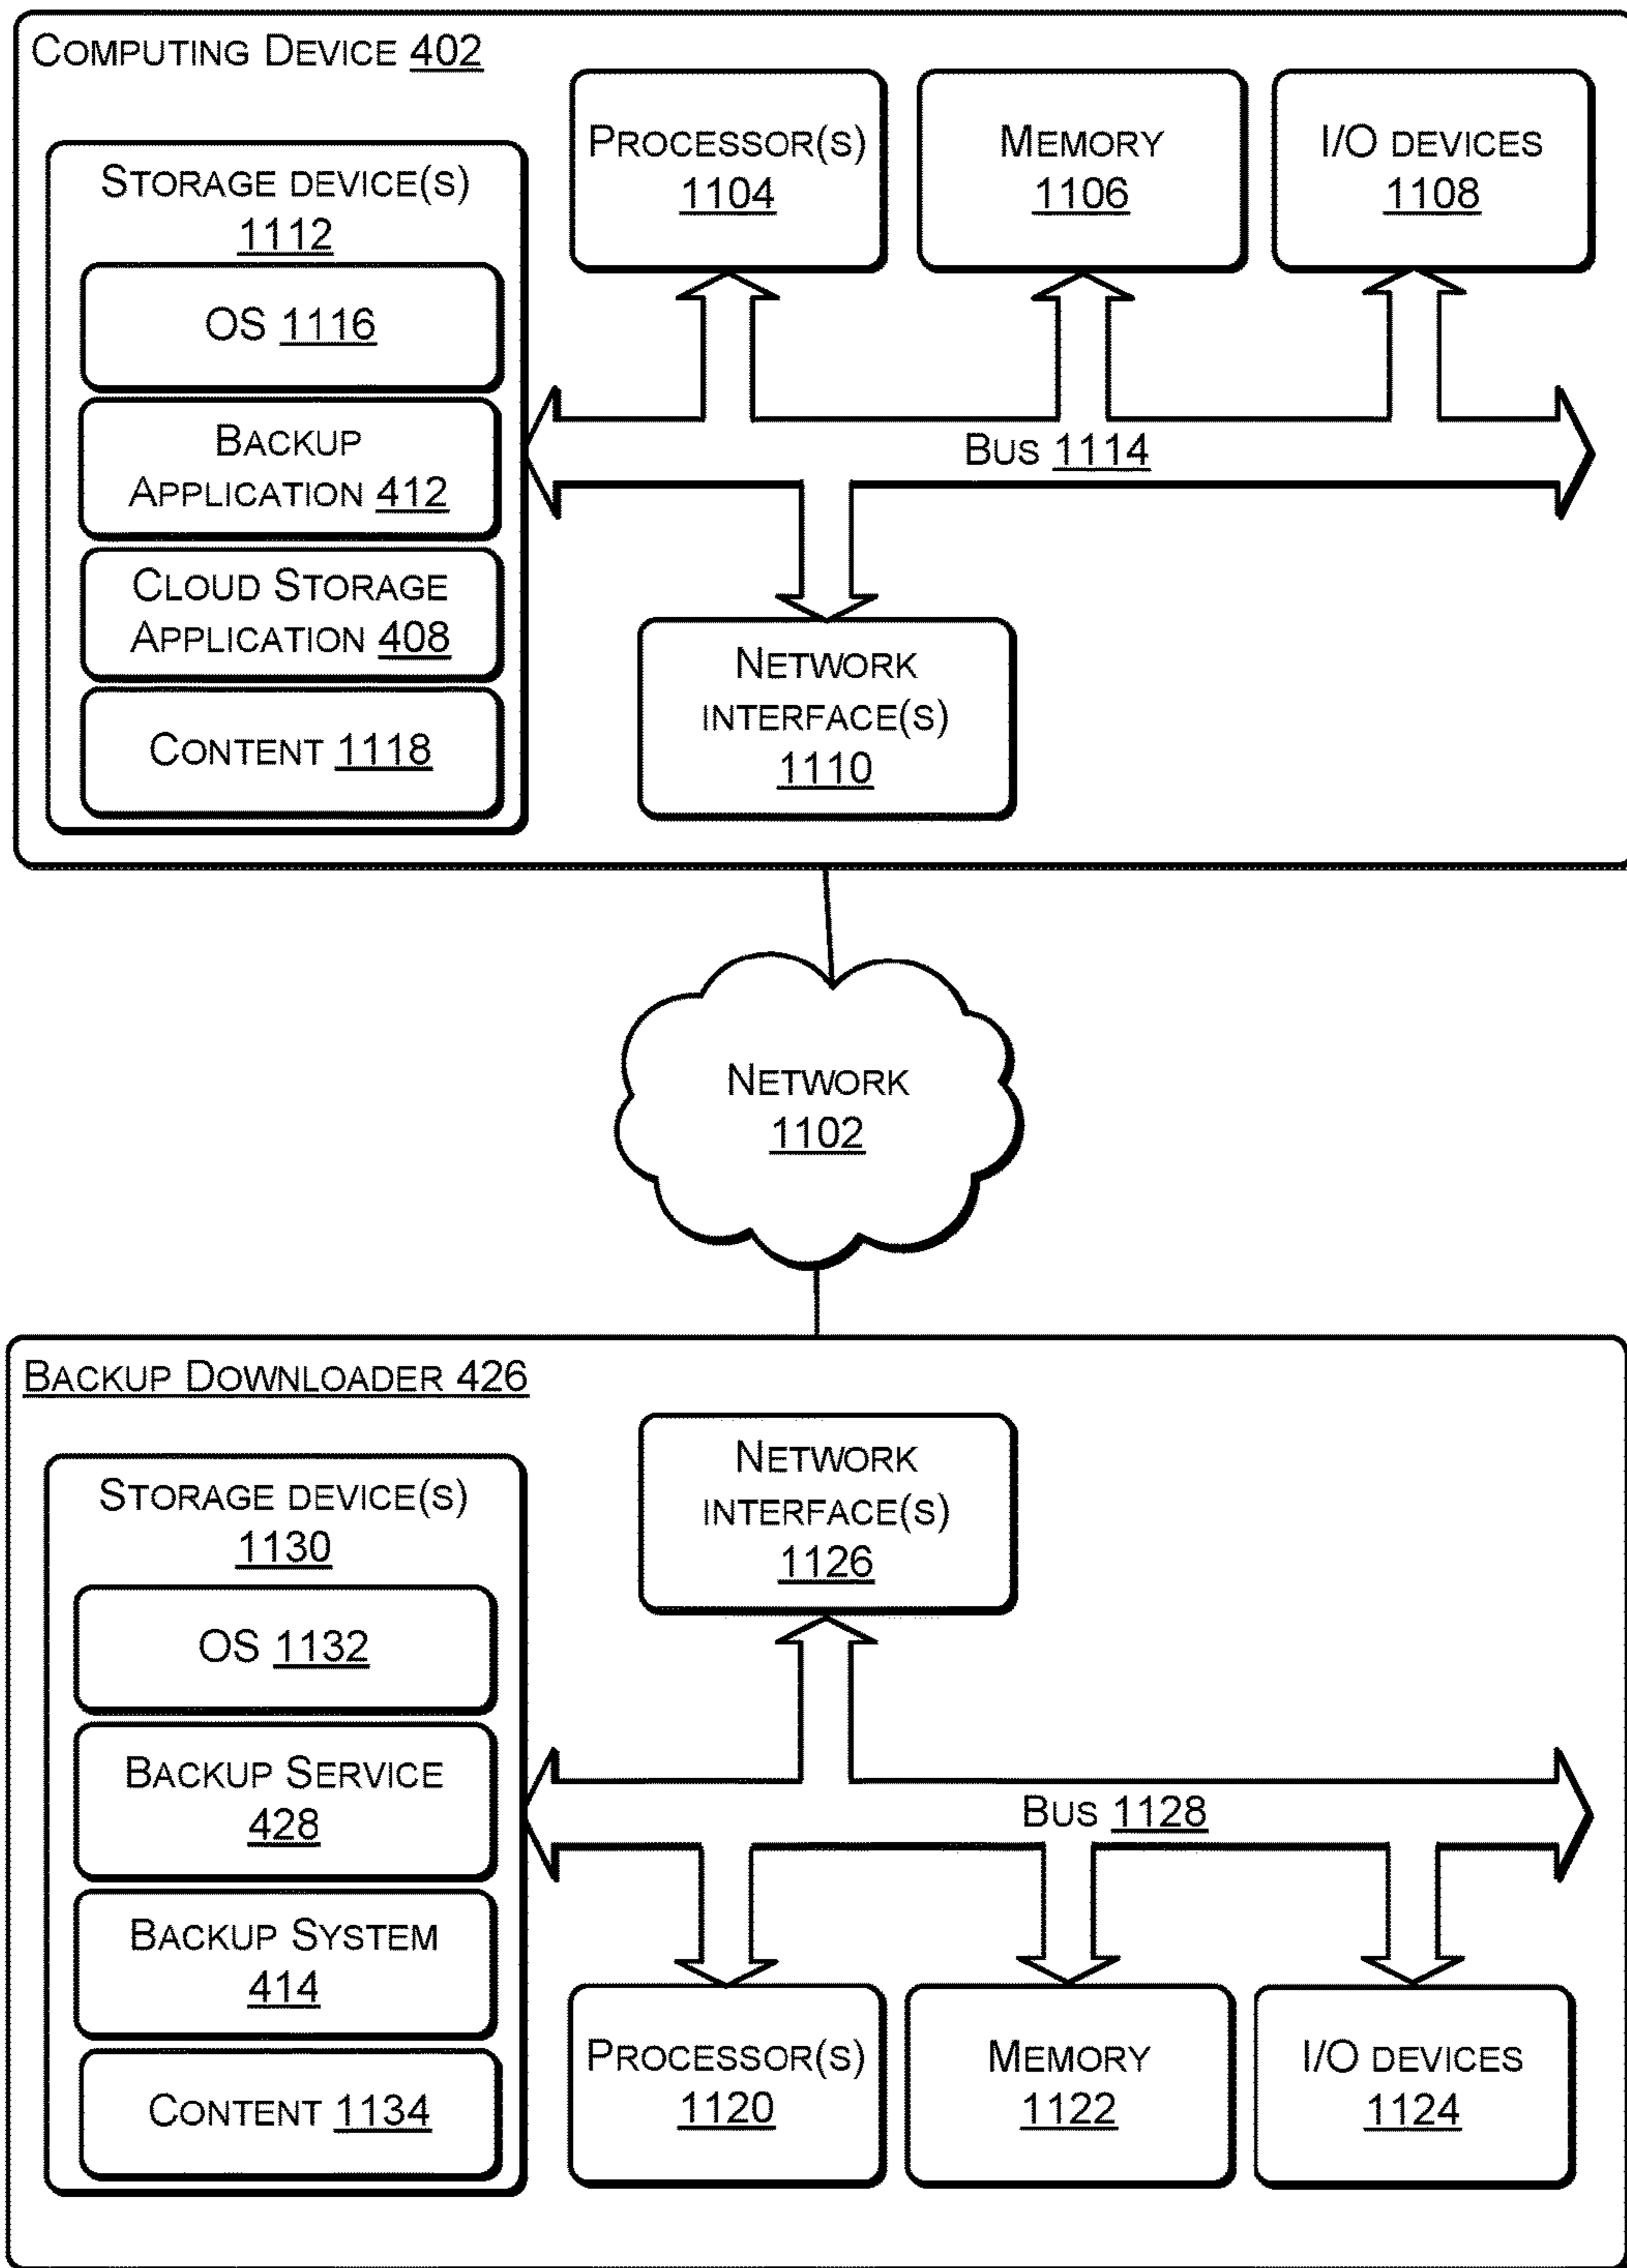 COMPUTING DEVICE 402
STORAGE DEVICE(S)
1112
OS 1116
BACKUP
APPLICATION 412
CLOUD STORAGE
APPLICATION 408
CONTENT 1118
PROCESSOR(S)
1104
MEMORY
1106
I/O DEVICES
1108
BUS 1114
NETWORK
INTERFACE(S)
1110
NETWORK
1102
BACKUP DOWNLOADER 426
STORAGE DEVICE(S)
1130
OS 1132
BACKUP SERVICE
428
BACKUP SYSTEM
414
CONTENT 1134
NETWORK
INTERFACE(S)
1126
BUS 1128
PROCESSOR(S)
1120
MEMORY
1122
I/O DEVICES
1124